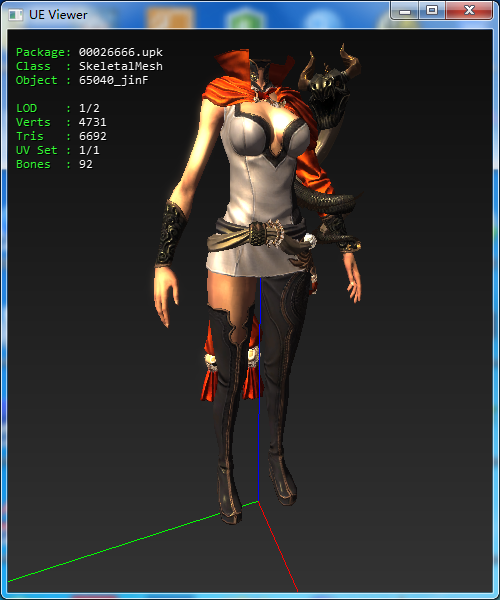 UE Viewer
Package: 00026666.upk
Class  : SkeletalMesh
Object : 65040_jinF
LOD    : 1/2
Verts  : 4731
Tris   : 6692
UV Set : 1/1
Bones  : 92